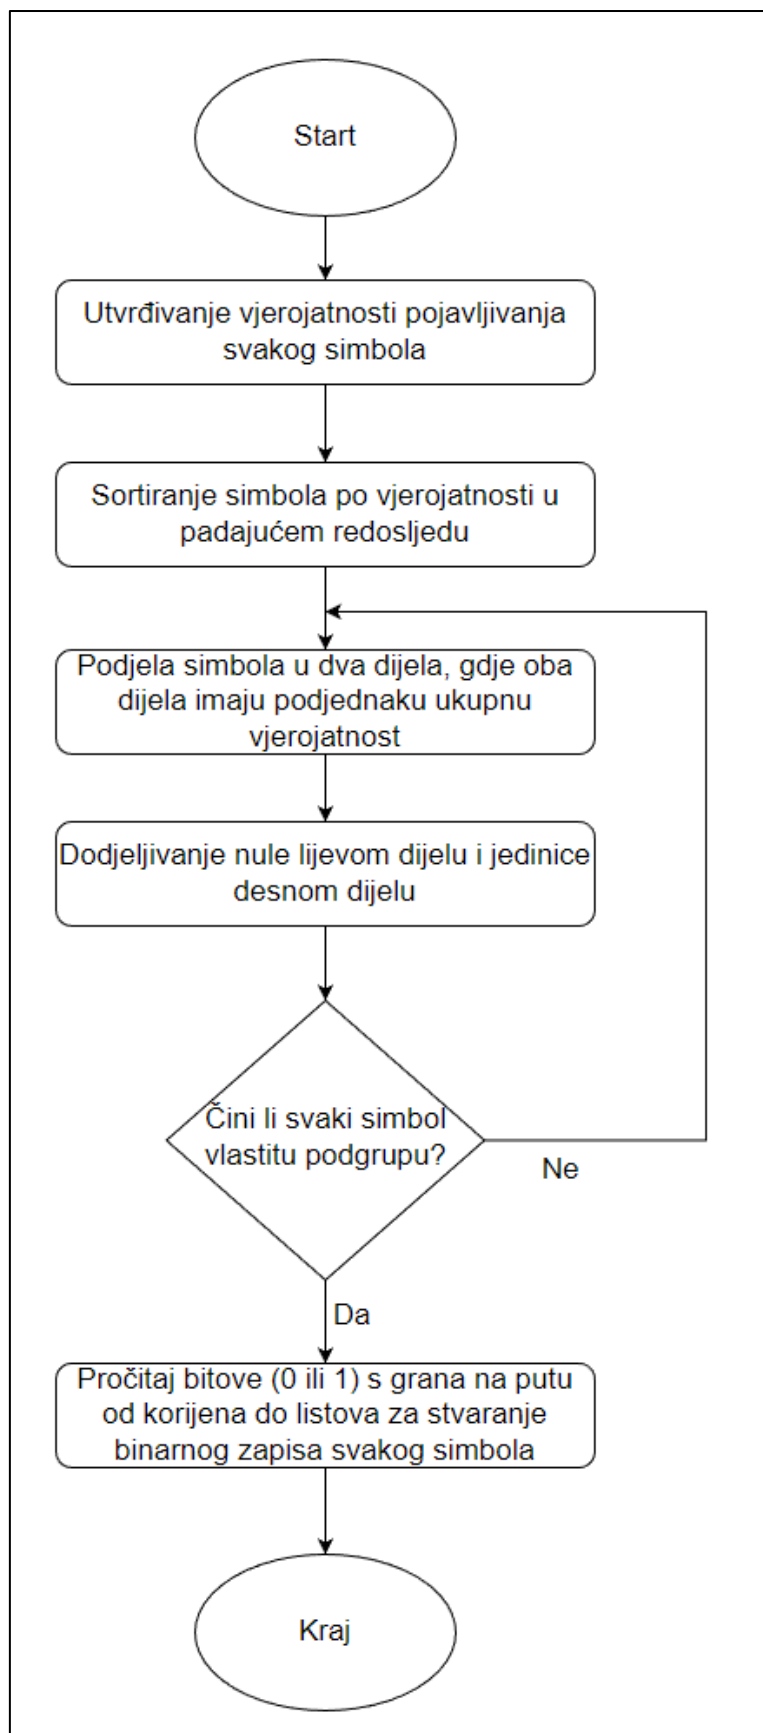 Start
Utvrđivanje vjerojatnosti pojavljivanja
svakog simbola
Sortiranje simbola po vjerojatnosti u
padajućem redosljedu
Podjela simbola u dva dijela, gdje oba
dijela imaju podjednaku ukupnu
vjerojatnost
Dodjeljivanje nule lijevom dijelu i jedinice
desnom dijelu
Čini li svaki simbol
vlastitu podgrupu?
Ne
Da
Pročitaj bitove (0 ili 1) s grana na putu
od korijena do listova za stvaranje
binarnog zapisa svakog simbola
Kraj